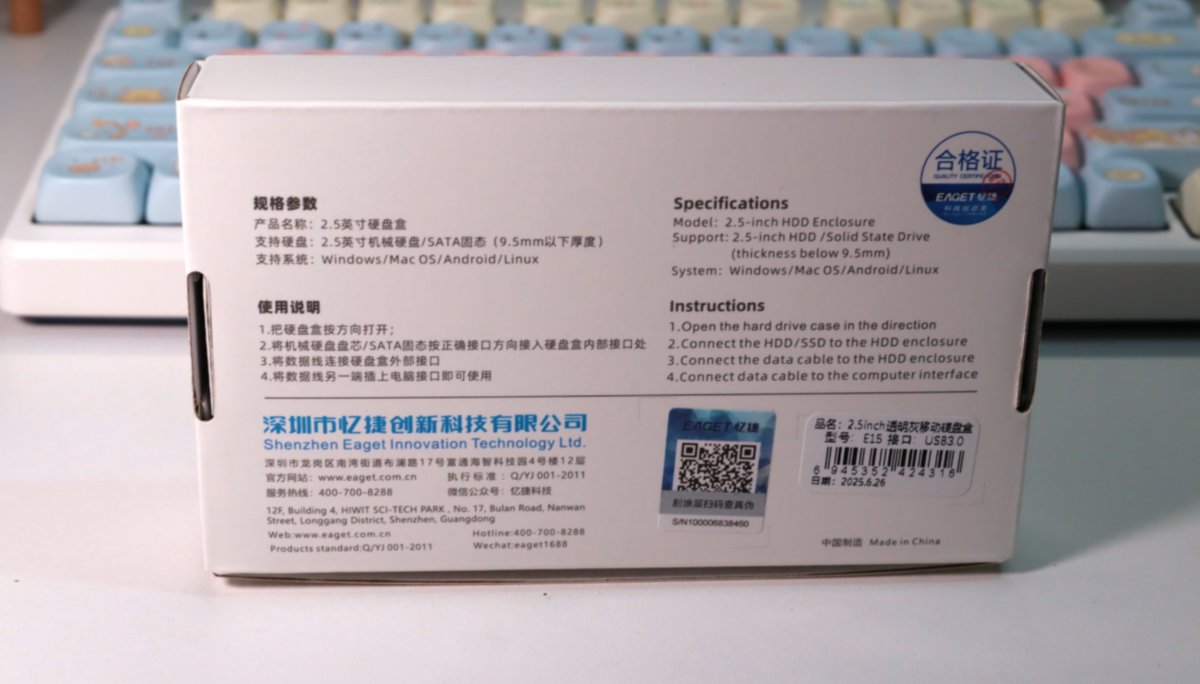 合格证
QUALITY CERTIFICATION
EAGET忆捷
规格参数
产品名称：2.5英寸硬盘盒
支持硬盘：2.5英寸机械硬盘/SATA固态（9.5mm以下厚度）
支持系统：Windows/Mac OS/Android/Linux
Specifications
Model: 2.5-inch HDD Enclosure
Support: 2.5-inch HDD /Solid State Drive
(thickness below 9.5mm)
System: Windows/Mac OS/Android/Linux
使用说明
1.把硬盘盒按方向打开；
2.将机械硬盘盘芯/SATA固态按正确接口方向接入硬盘盒内部接口处
3.将数据线连接硬盘盒外部接口
4.将数据线另一端插上电脑接口即可使用
Instructions
1.Open the hard drive case in the direction
2.Connect the HDD/SSD to the HDD enclosure
3.Connect the data cable to the HDD enclosure
4.Connect data cable to the computer interface
深圳市忆捷创新科技有限公司
Shenzhen Eaget Innovation Technology Ltd.
深圳市龙岗区南湾街道布澜路17号富通海智科技园4号楼12层
官方网站：www.eaget.com.cn 执行标准：Q/YJ 001-2011
服务热线：400-700-8288 微信公众号：忆捷科技
12F, Building 4, HIWIT SCI-TECH PARK , No. 17, Bulan Road, Nanwan
Street, Longgang District, Shenzhen, Guangdong
Web:www.eaget.com.cn Hotline:400-700-8288
Products standard:Q/YJ 001-2011 Wechat:eaget1688
EAGET忆捷
刮涂层扫码查真伪
S/N100006838460
品名：2.5inch透明灰移动硬盘盒
型号：E15 接口：USB3.0
6 945352 424316
日期：2025.6.26
中国制造 Made in China